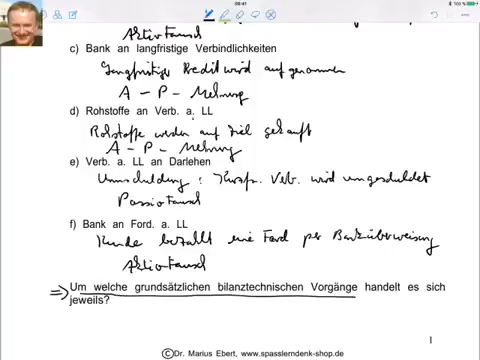 08:41
Aktivtausch
c) Bank an langfristige Verbindlichkeiten
Langfristiger Kredit wird aufgenommen
A - P - Mehrung
d) Rohstoffe an Verb. a. LL
Rohstoffe werden auf Ziel gekauft
A - P - Mehrung
e) Verb. a. LL an Darlehen
Umschuldung: Kurzfr. Verb. wird umgeschuldet
Passivtausch
f) Bank an Ford. a. LL
Kunde bezahlt eine Ford per Banküberweisung
Aktivtausch
=> Um welche grundsätzlichen bilanztechnischen Vorgänge handelt es sich
jeweils?
1
©Dr. Marius Ebert, www.spasslerndenk-shop.de